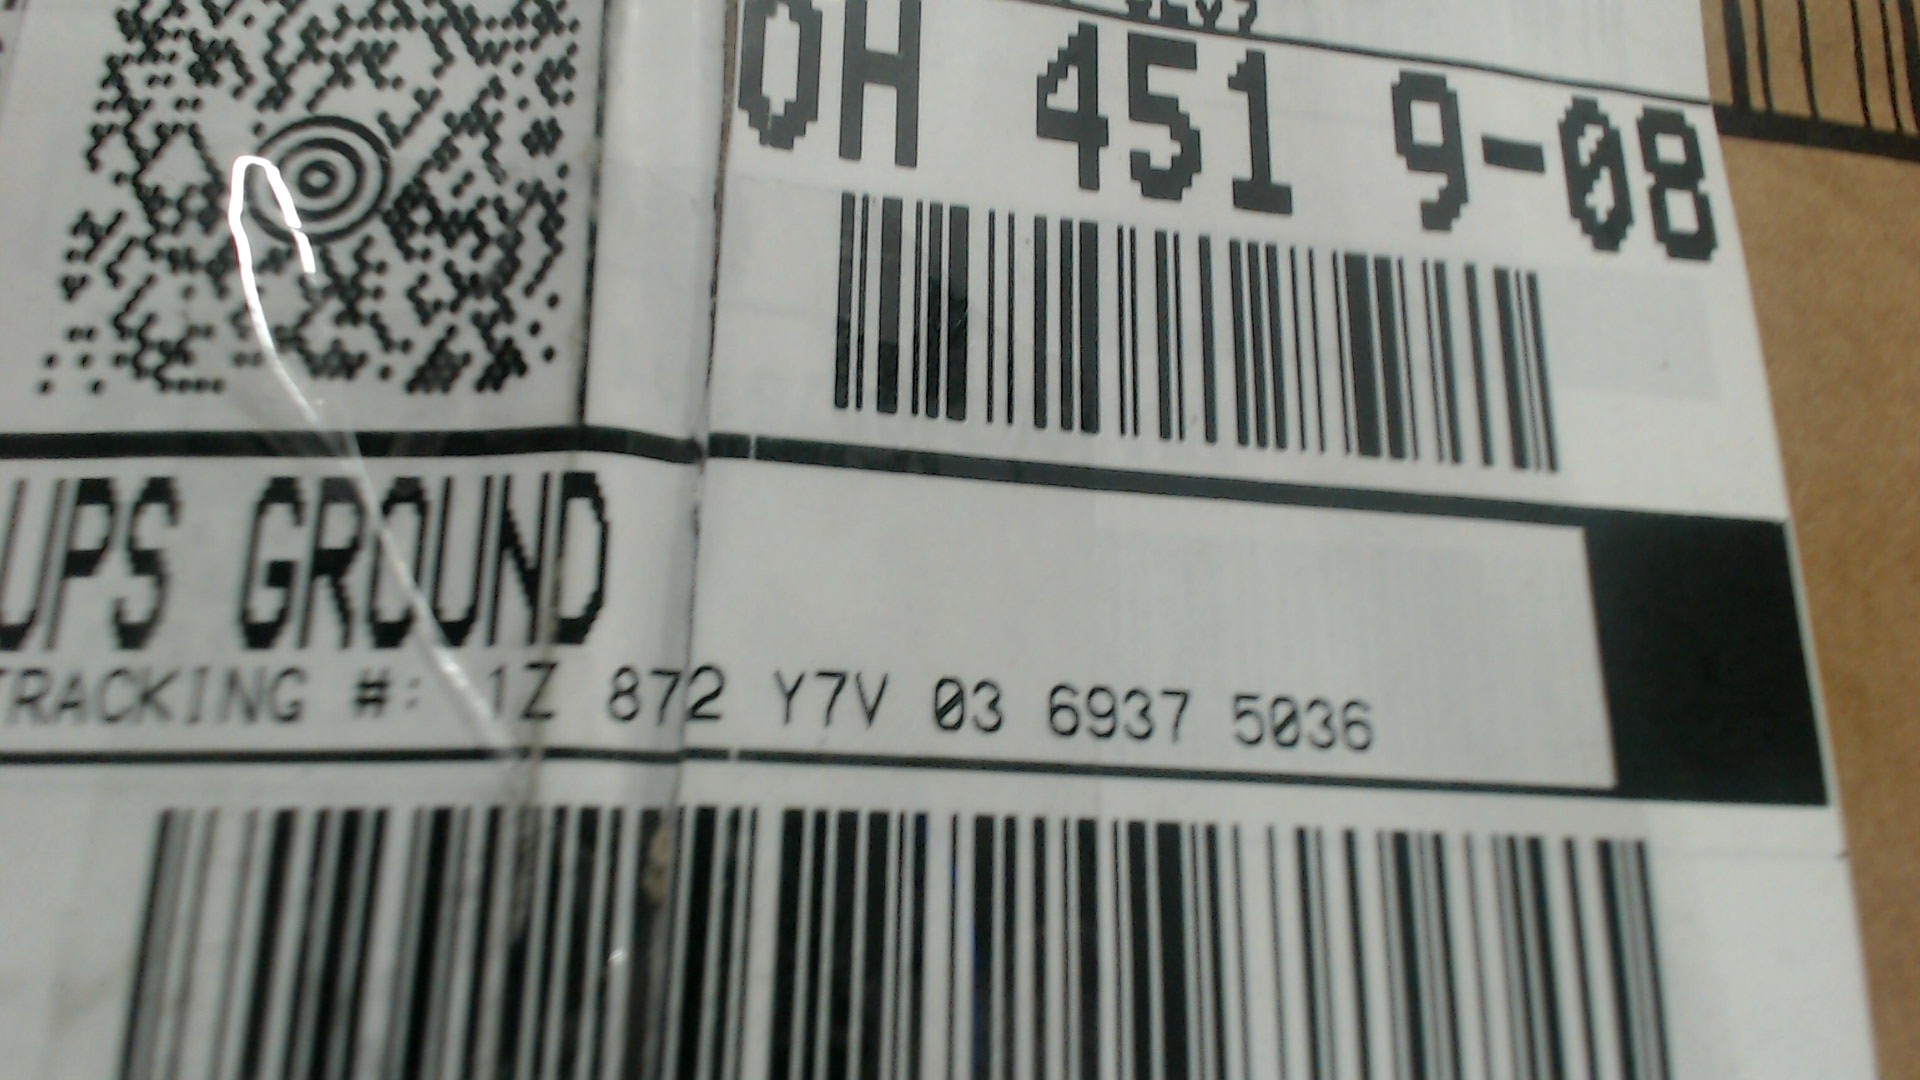 OH 451 9-08
UPS GROUND
TRACKING #: 1Z 872 Y7V 03 6937 5036